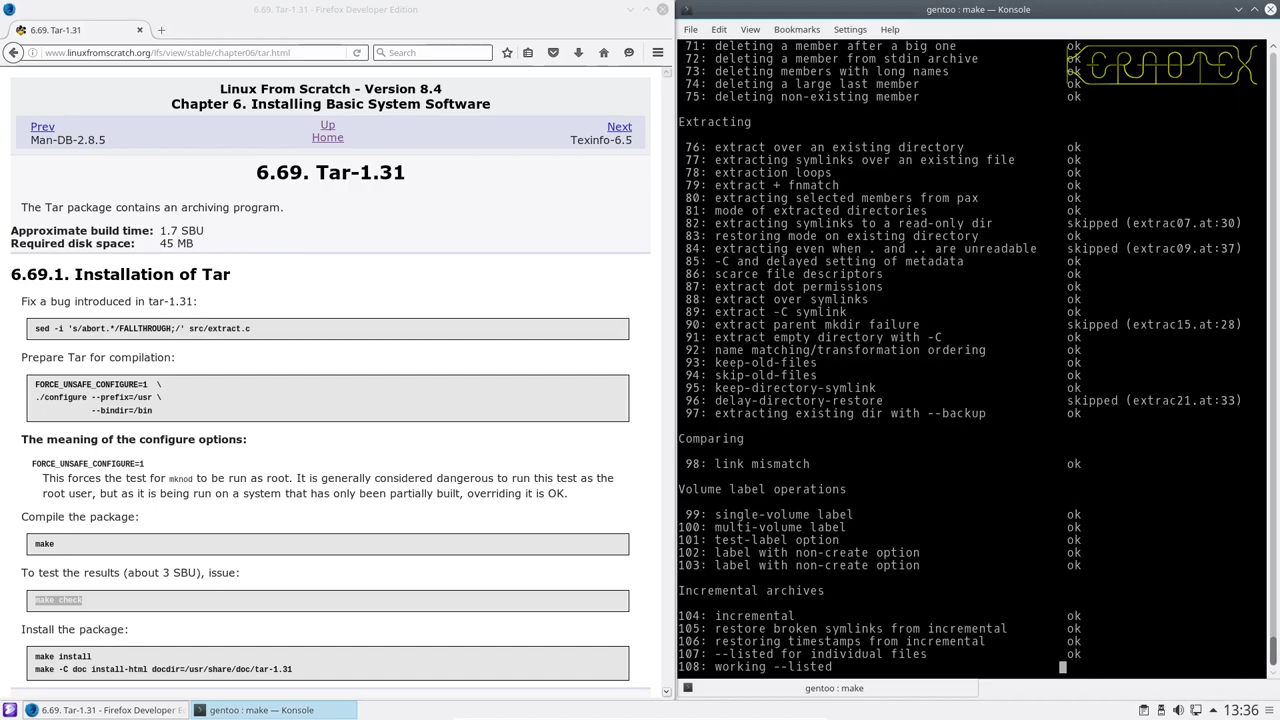 6.69. Tar-1.31 - Firefox Developer Edition
6.69. Tar-1.31
www.linuxfromscratch.org/lfs/view/stable/chapter06/tar.html
Search
Linux From Scratch - Version 8.4
Chapter 6. Installing Basic System Software
Prev
Up
Next
Man-DB-2.8.5
Home
Texinfo-6.5
6.69. Tar-1.31
The Tar package contains an archiving program.
Approximate build time: 1.7 SBU
Required disk space: 45 MB
6.69.1. Installation of Tar
Fix a bug introduced in tar-1.31:
sed -i 's/abort.*/FALLTHROUGH;/' src/extract.c
Prepare Tar for compilation:
FORCE_UNSAFE_CONFIGURE=1 \
./configure --prefix=/usr \
--bindir=/bin
The meaning of the configure options:
FORCE_UNSAFE_CONFIGURE=1
This forces the test for mknod to be run as root. It is generally considered dangerous to run this test as the
root user, but as it is being run on a system that has only been partially built, overriding it is OK.
Compile the package:
make
To test the results (about 3 SBU), issue:
make check
Install the package:
make install
make -C doc install-html docdir=/usr/share/doc/tar-1.31
gentoo : make — Konsole
File Edit View Bookmarks Settings Help
71: deleting a member after a big one ok
72: deleting a member from stdin archive ok
73: deleting members with long names ok
74: deleting a large last member ok
75: deleting non-existing member ok
Extracting
76: extract over an existing directory ok
77: extracting symlinks over an existing file ok
78: extraction loops ok
79: extract + fnmatch ok
80: extracting selected members from pax ok
81: mode of extracted directories ok
82: extracting symlinks to a read-only dir skipped (extrac07.at:30)
83: restoring mode on existing directory ok
84: extracting even when . and .. are unreadable skipped (extrac09.at:37)
85: -C and delayed setting of metadata ok
86: scarce file descriptors ok
87: extract dot permissions ok
88: extract over symlinks ok
89: extract -C symlink ok
90: extract parent mkdir failure skipped (extrac15.at:28)
91: extract empty directory with -C ok
92: name matching/transformation ordering ok
93: keep-old-files ok
94: skip-old-files ok
95: keep-directory-symlink ok
96: delay-directory-restore skipped (extrac21.at:33)
97: extracting existing dir with --backup ok
Comparing
98: link mismatch ok
Volume label operations
99: single-volume label ok
100: multi-volume label ok
101: test-label option ok
102: label with non-create option ok
103: label with non-create option ok
Incremental archives
104: incremental ok
105: restore broken symlinks from incremental ok
106: restoring timestamps from incremental ok
107: --listed for individual files ok
108: working --listed
gentoo : make
6.69. Tar-1.31 - Firefox Developer E
gentoo : make — Konsole
13:36